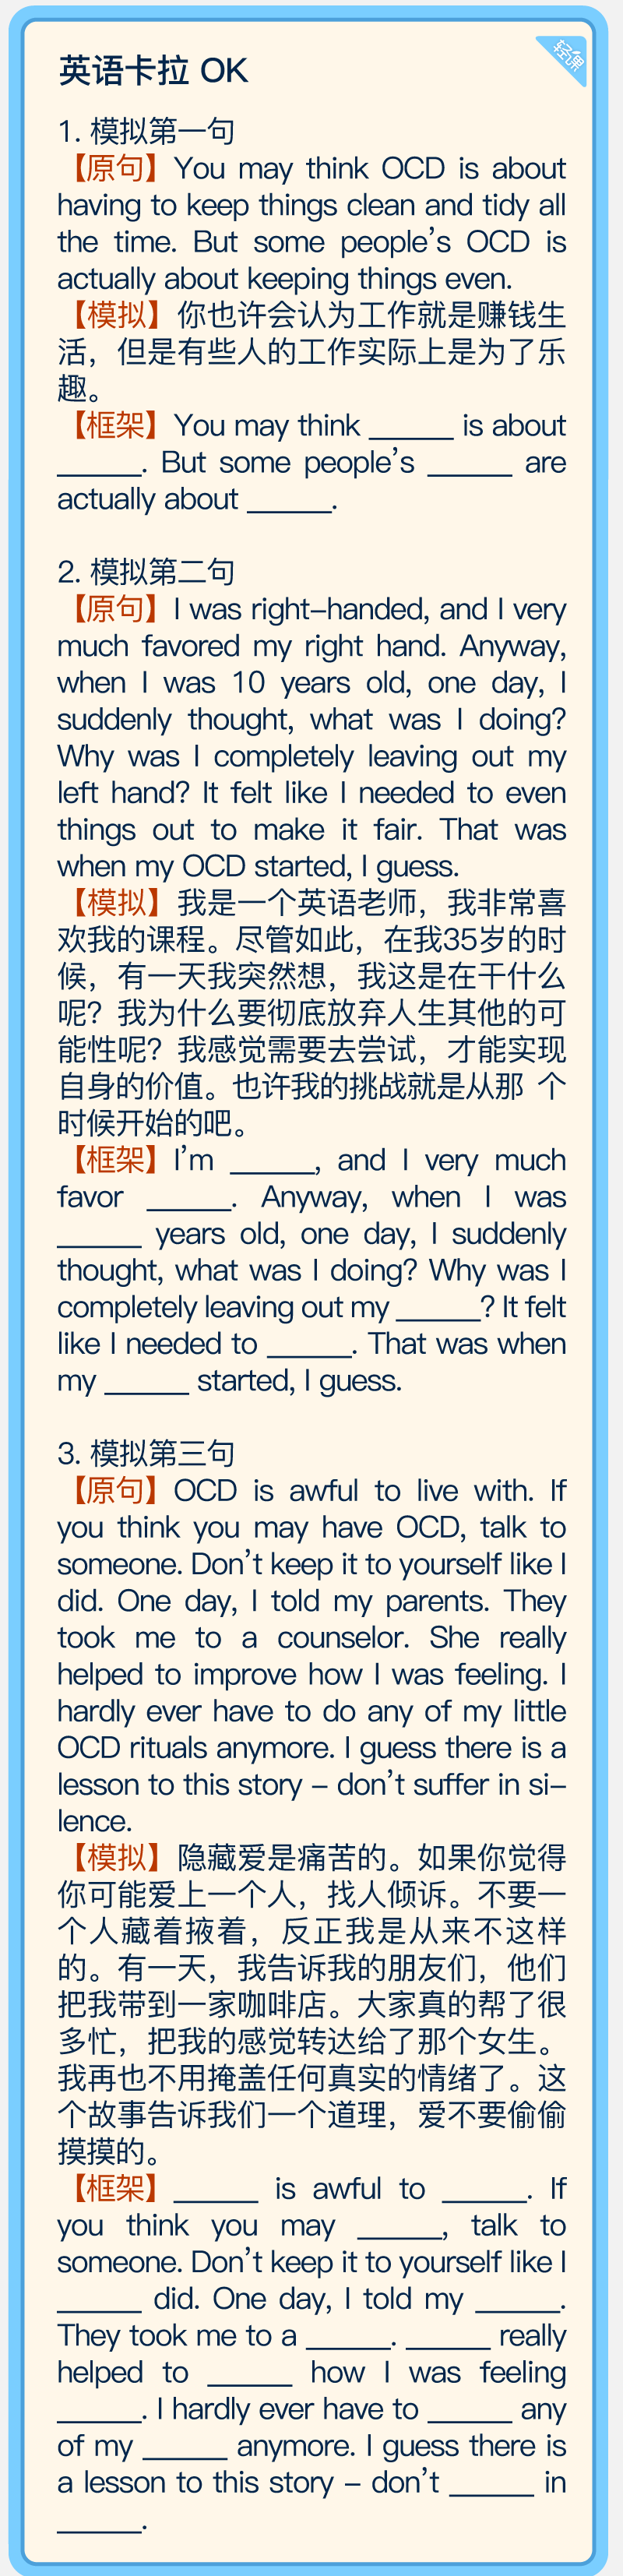 英语卡拉 OK
轻课
1. 模拟第一句
【原句】You may think OCD is about
having to keep things clean and tidy all
the time. But some people's OCD is
actually about keeping things even.
【模拟】你也许会认为工作就是赚钱生
活，但是有些人的工作实际上是为了乐
趣。
【框架】You may think ______ is about
______. But some people's ______ are
actually about ______.
2. 模拟第二句
【原句】I was right-handed, and I very
much favored my right hand. Anyway,
when I was 10 years old, one day, I
suddenly thought, what was I doing?
Why was I completely leaving out my
left hand? It felt like I needed to even
things out to make it fair. That was
when my OCD started, I guess.
【模拟】我是一个英语老师，我非常喜
欢我的课程。尽管如此，在我35岁的时
候，有一天我突然想，我这是在干什么
呢？我为什么要彻底放弃人生其他的可
能性呢？我感觉需要去尝试，才能实现
自身的价值。也许我的挑战就是从那 个
时候开始的吧。
【框架】I'm ______, and I very much
favor ______. Anyway, when I was
______ years old, one day, I suddenly
thought, what was I doing? Why was I
completely leaving out my ______? It felt
like I needed to ______. That was when
my ______ started, I guess.
3. 模拟第三句
【原句】OCD is awful to live with. If
you think you may have OCD, talk to
someone. Don't keep it to yourself like I
did. One day, I told my parents. They
took me to a counselor. She really
helped to improve how I was feeling. I
hardly ever have to do any of my little
OCD rituals anymore. I guess there is a
lesson to this story - don't suffer in si-
lence.
【模拟】隐藏爱是痛苦的。如果你觉得
你可能爱上一个人，找人倾诉。不要一
个人藏着掖着，反正我是从来不这样
的。有一天，我告诉我的朋友们，他们
把我带到一家咖啡店。大家真的帮了很
多忙，把我的感觉转达给了那个女生。
我再也不用掩盖任何真实的情绪了。这
个故事告诉我们一个道理，爱不要偷偷
摸摸的。
【框架】______ is awful to ______. If
you think you may ______, talk to
someone. Don't keep it to yourself like I
______ did. One day, I told my ______.
They took me to a ______. ______ really
helped to ______ how I was feeling
______. I hardly ever have to ______ any
of my ______ anymore. I guess there is
a lesson to this story - don't ______ in
______.